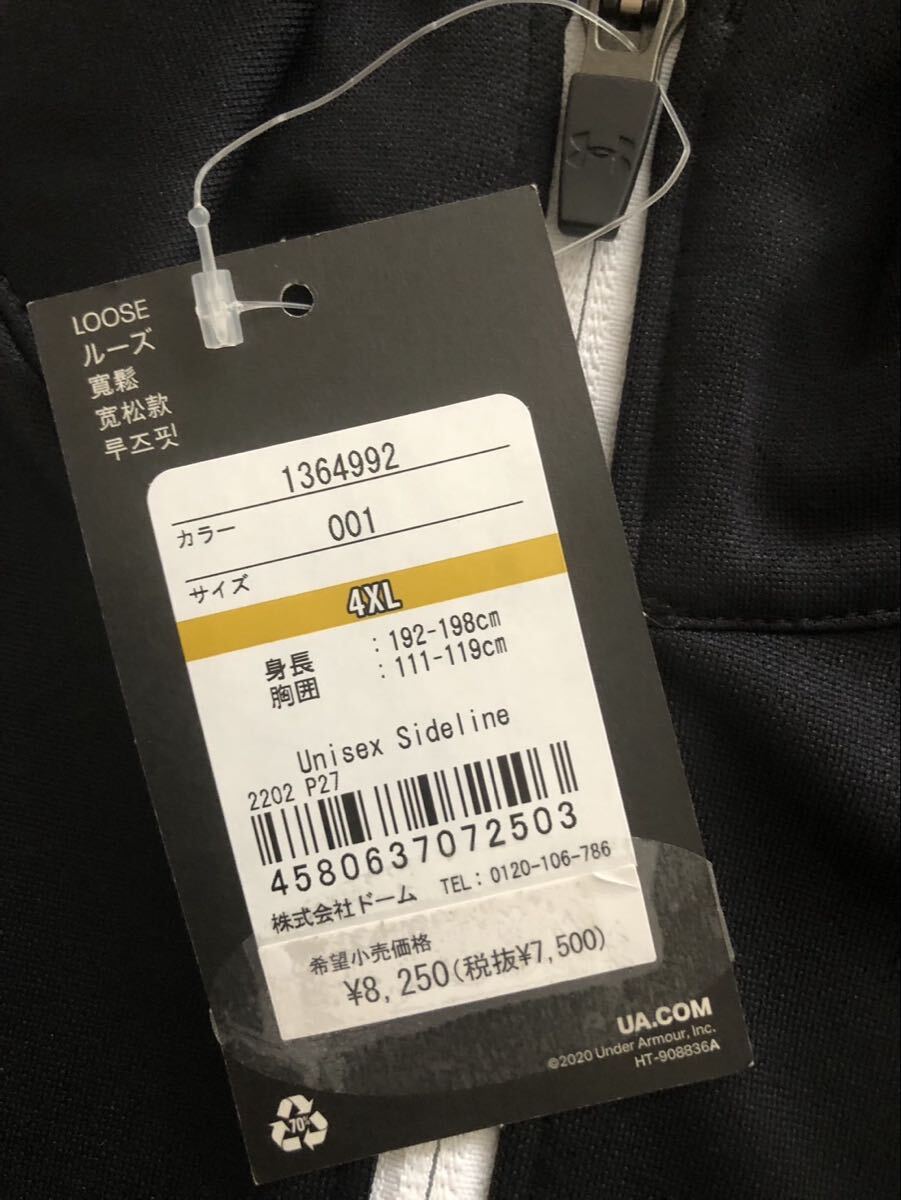 LOOSE
ルーズ
寬鬆
宽松款
루즈핏
1364992
カラー 001
サイズ
4XL
身長 : 192-198cm
胸囲 : 111-119cm
Unisex Sideline
2202 P27
4580637072503
株式会社ドーム TEL: 0120-106-786
希望小売価格
¥8,250(税抜¥7,500)
UA.COM
©2020 Under Armour, Inc.
HT-908836A
70%